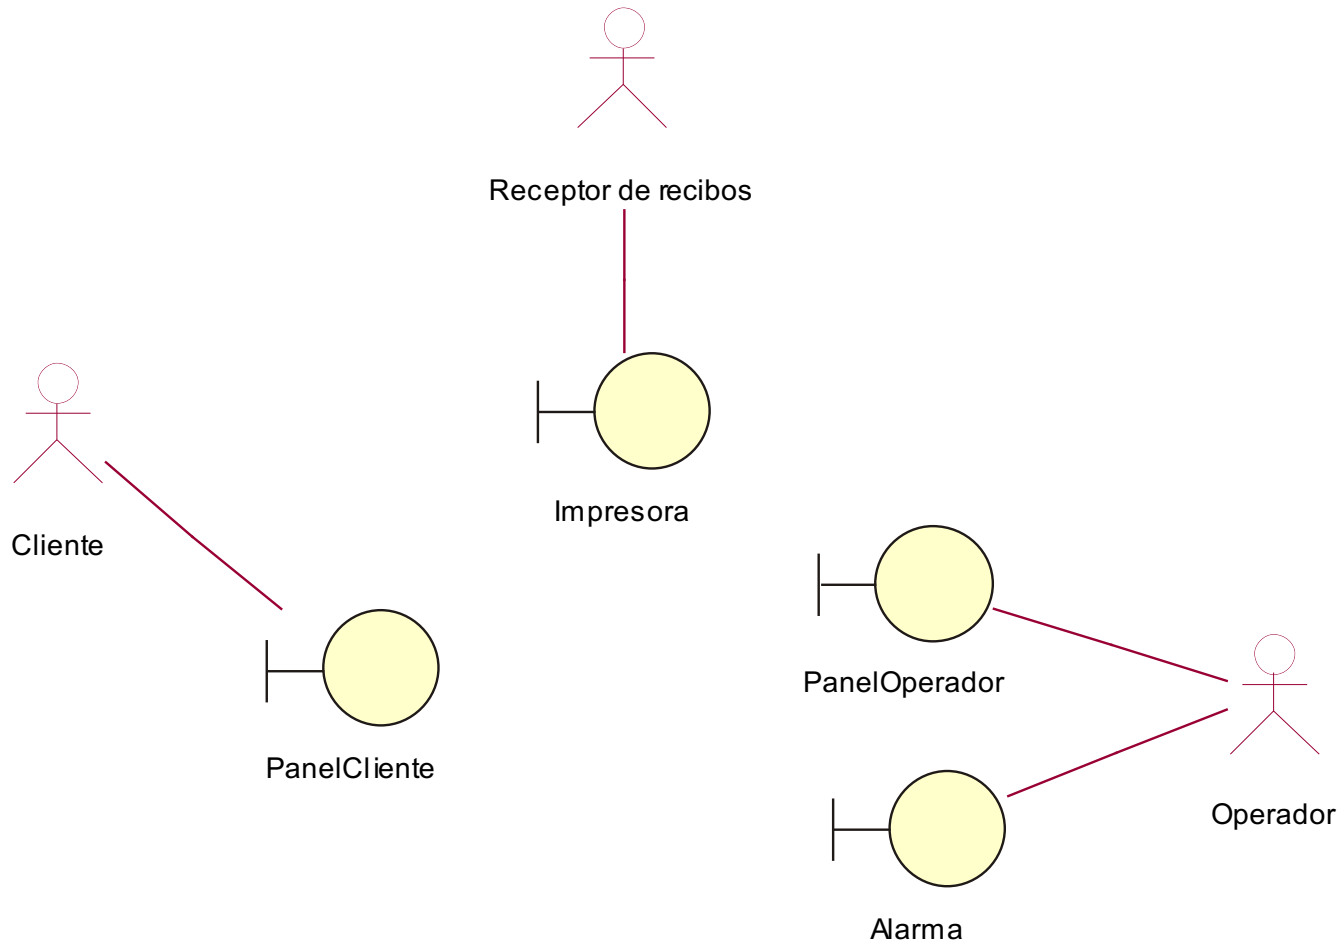 Receptor de recibos
Impresora
Cliente
PanelCliente
PanelOperador
Operador
Alarma